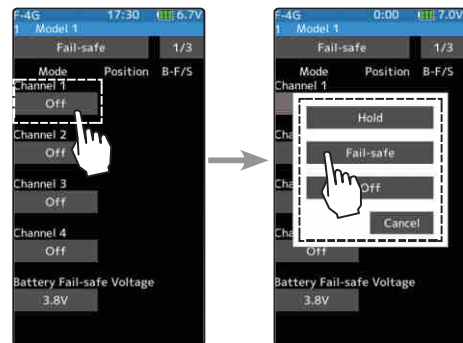 F-4G 17:30 6.7V
1 Model 1
Fail-safe 1/3
Mode Position B-F/S
Channel 1
Off
Channel 2
Off
Channel 3
Off
Channel 4
Off
Battery Fail-safe Voltage
3.8V
F-4G 0:00 7.0V
1 Model 1
Fail-safe 1/3
Mode Position B-F/S
Channel 1
Hold
Cha
Fail-safe
Cha
Off
Cha
Cancel
Off
Battery Fail-safe Voltage
3.8V